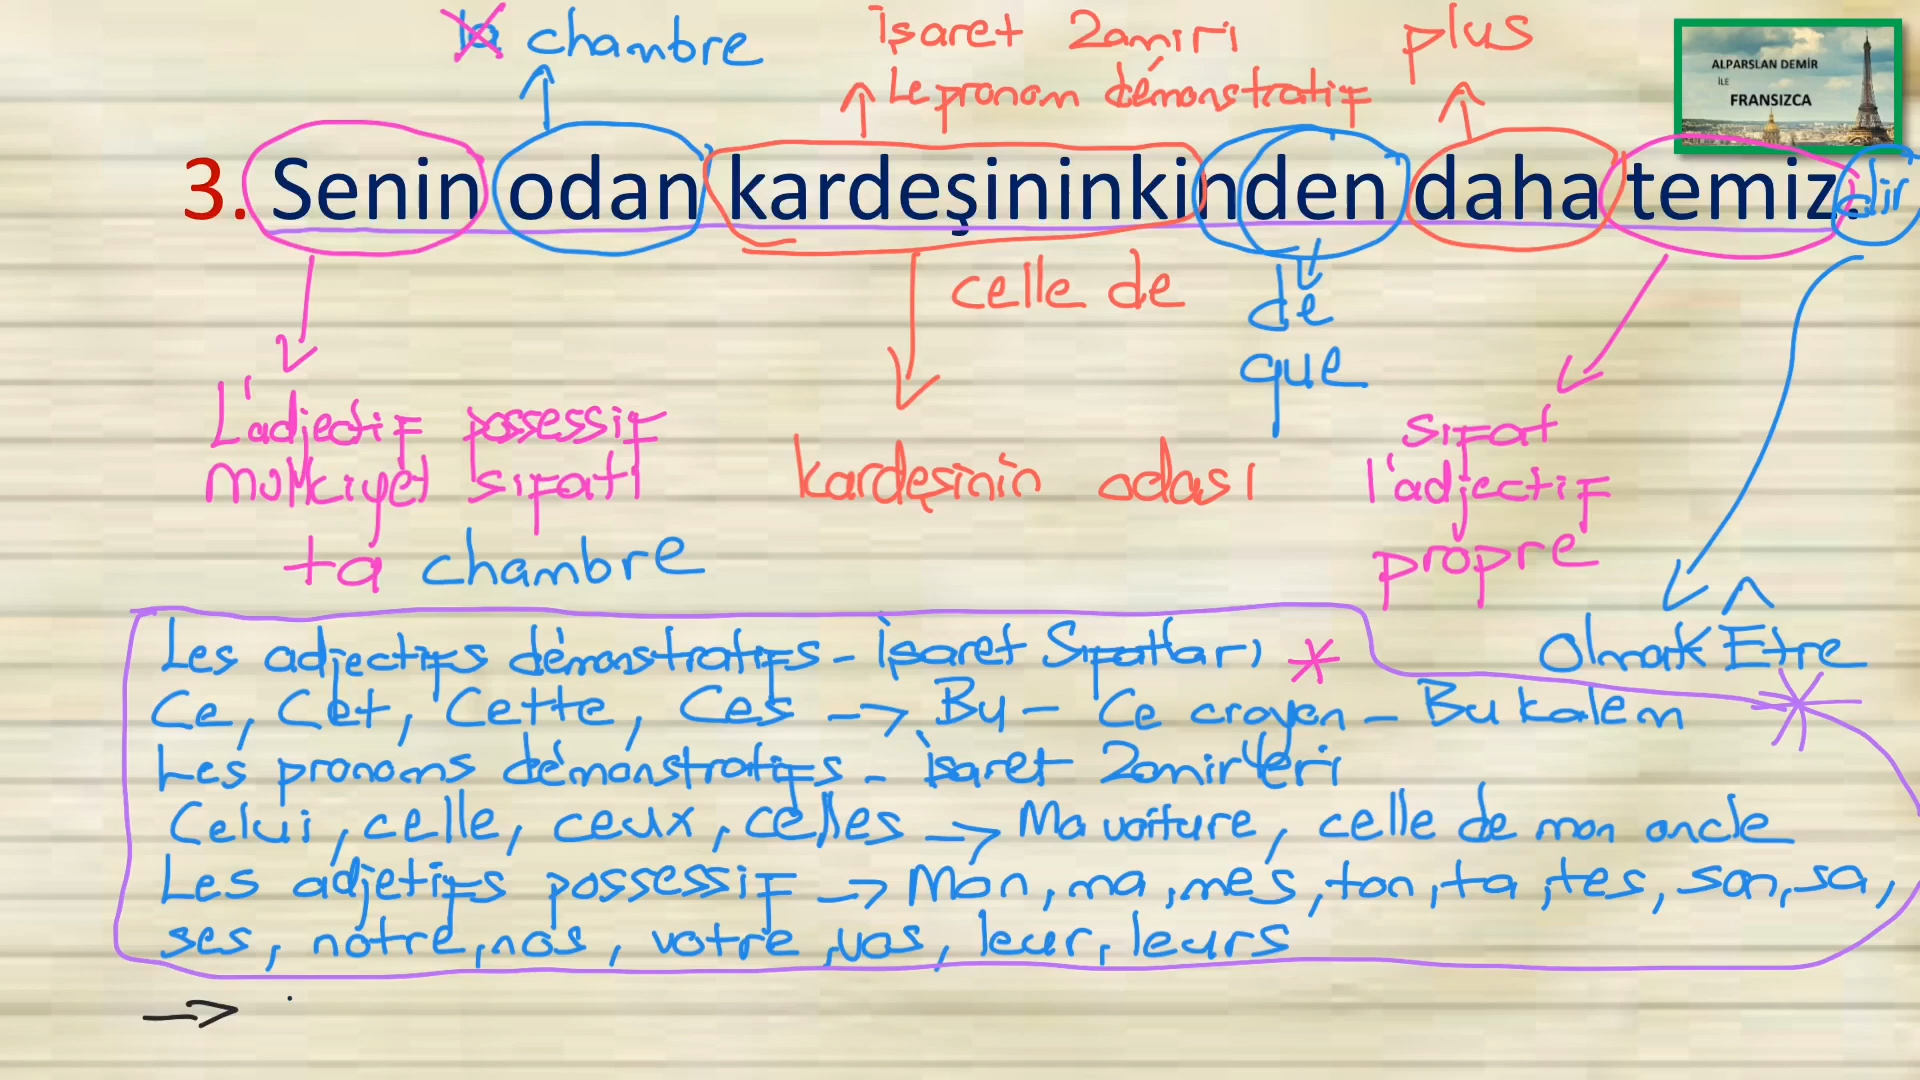 la chambre
işaret Zamiri
Le pronom démonstratif
plus
ALPARSLAN DEMİR
İLE
FRANSIZCA
3. Senin odan kardeşininkinden daha temiz. dir
celle de
de
que
L'adjectif possessif
mülkiyet sıfatı
ta chambre
kardeşinin odası
sıfat
l'adjectif
propre
Olmak Être
Les adjectifs démonstratifs - İşaret Sıfatları *
Ce, Cet, Cette, Ces → Bu - Ce crayon - Bu kalem
Les pronoms démonstratifs - işaret Zamirleri
Celui, celle, ceux, celles → Ma voiture, celle de mon oncle
Les adjetifs possessif → Mon, ma, mes, ton, ta, tes, son, sa,
ses, notre, nos, votre, vos, leur, leurs
→